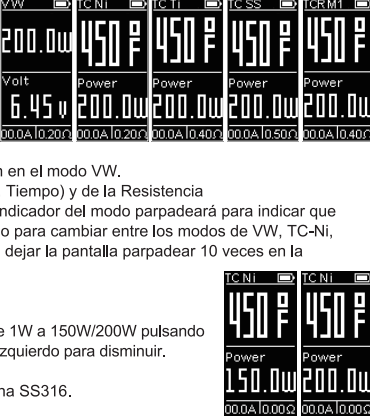 VW TC Ni TC Ti TC SS TCR M1
200.0W 450°F 450°F 450°F 450°F
Volt Power Power Power Power
6.45V 200.0W 200.0W 200.0W 200.0W
00.0A 0.20Ω 00.0A 0.20Ω 00.0A 0.40Ω 00.0A 0.50Ω 00.0A 0.40Ω
en el modo VW.
Tiempo) y de la Resistencia
ndicador del modo parpadeará para indicar que
o para cambiar entre los modos de VW, TC-Ni,
dejar la pantalla parpadear 10 veces en la
e 1W a 150W/200W pulsando
zquierdo para disminuir.
na SS316.
TC Ni TC Ni
450°F 450°F
Power Power
150.0W 200.0W
00.0A 0.00Ω 00.0A 0.00Ω